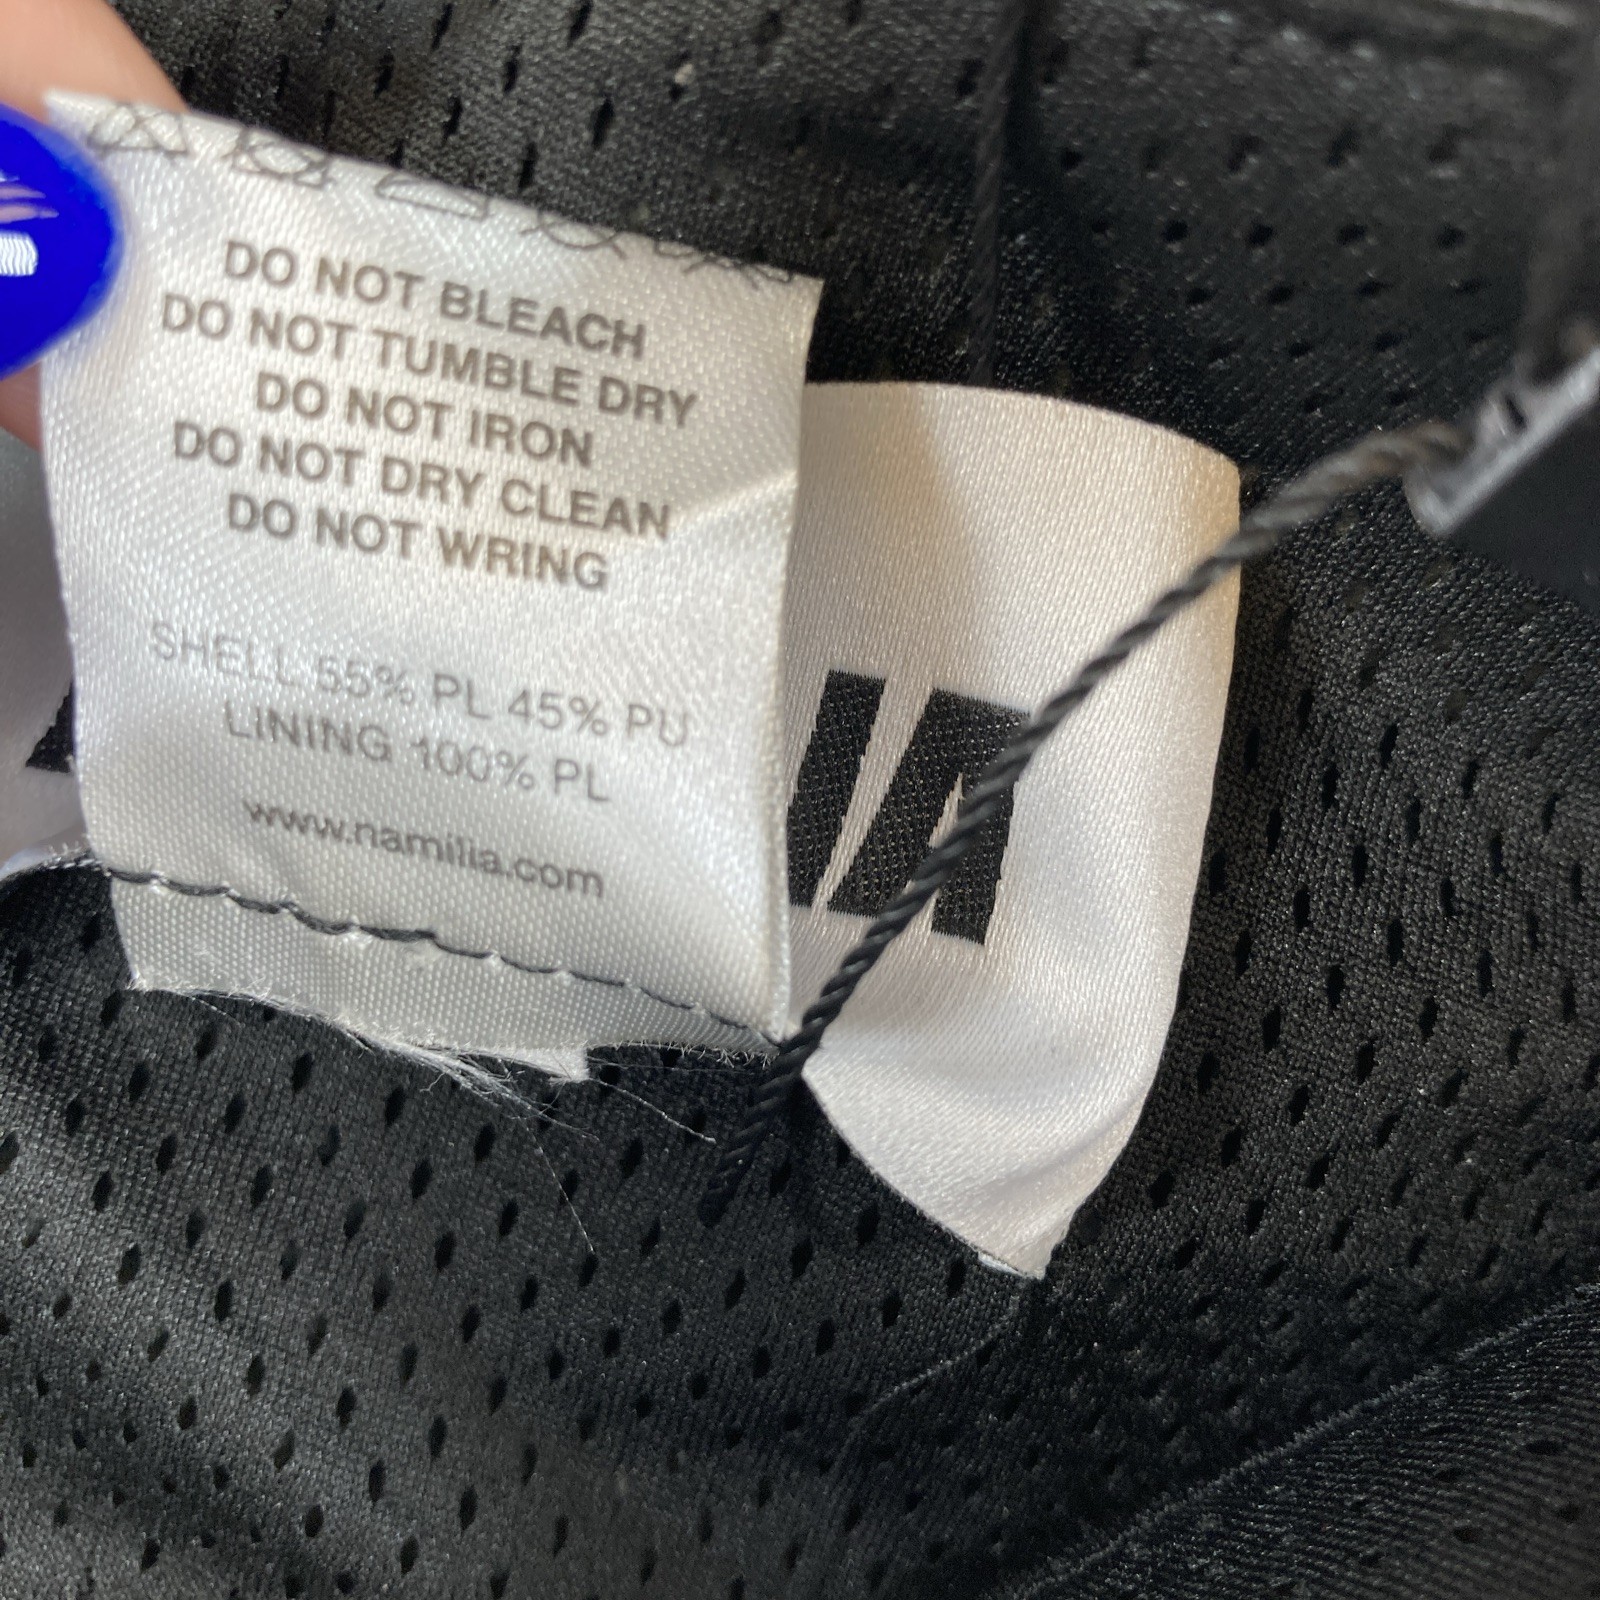 DO NOT BLEACH
DO NOT TUMBLE DRY
DO NOT IRON
DO NOT DRY CLEAN
DO NOT WRING
SHELL 55% PL 45% PU
LINING 100% PL
www.namilia.com
IA